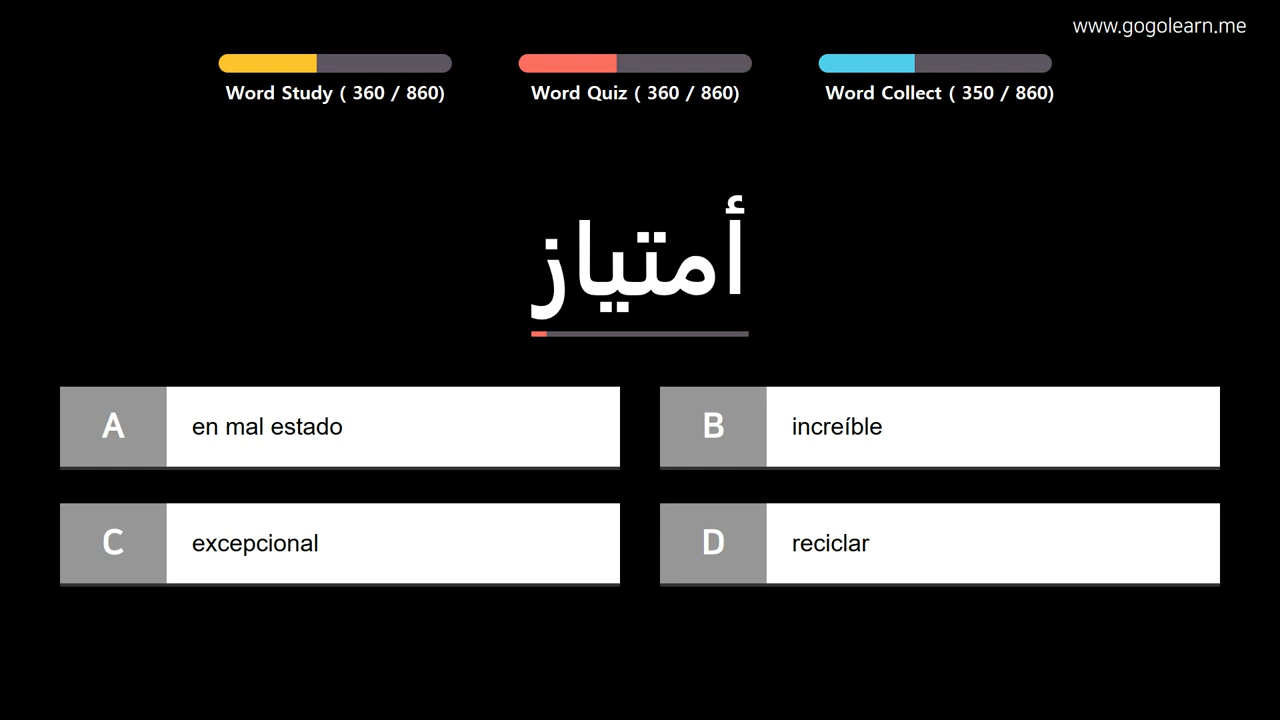 www.gogolearn.me
Word Study ( 360 / 860)
Word Quiz ( 360 / 860)
Word Collect ( 350 / 860)
أمتياز
A
en mal estado
B
increíble
C
excepcional
D
reciclar